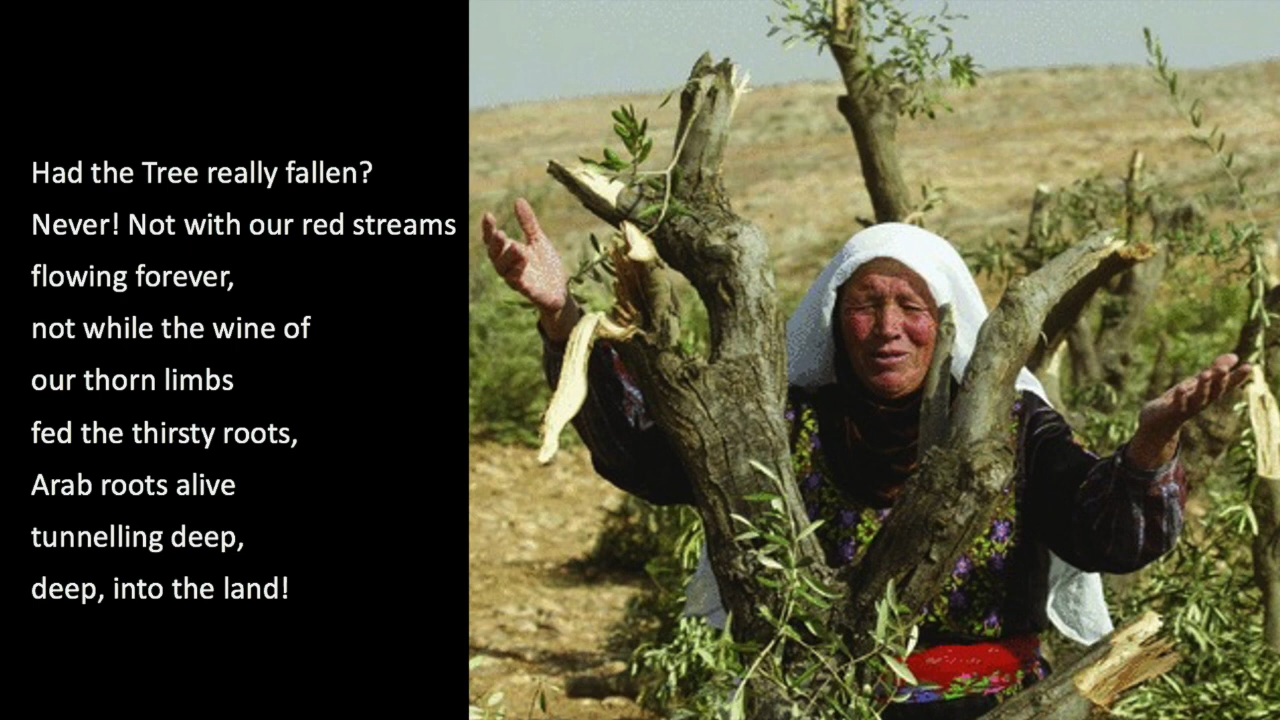 Had the Tree really fallen?
Never! Not with our red streams
flowing forever,
not while the wine of
our thorn limbs
fed the thirsty roots,
Arab roots alive
tunnelling deep,
deep, into the land!